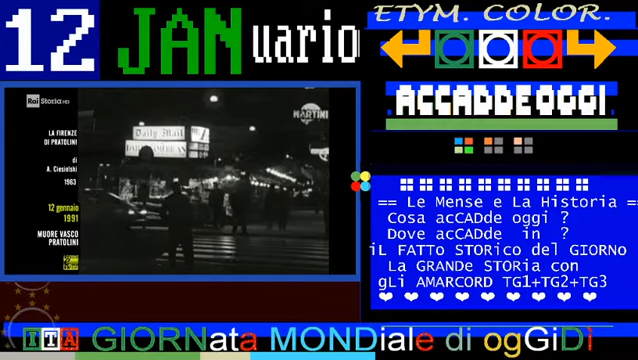 12 JANuario
ETYM. COLOR.
ACCADDE OGGI
Rai Storia HD
LA FIRENZE
DI PRATOLINI
di
A. Ciesielski
1963
12 gennaio
1991
MUORE VASCO
PRATOLINI
MARTINI
Daily Mail
== Le Mense e La Historia ==
Cosa acCADde oggi ?
Dove acCADde in ?
iL FATTo STORico del GIORNo
La GRANDe STORia con
gLi AMARCORD TG1+TG2+TG3
ITA GIORNata MONDiale di ogGiDì